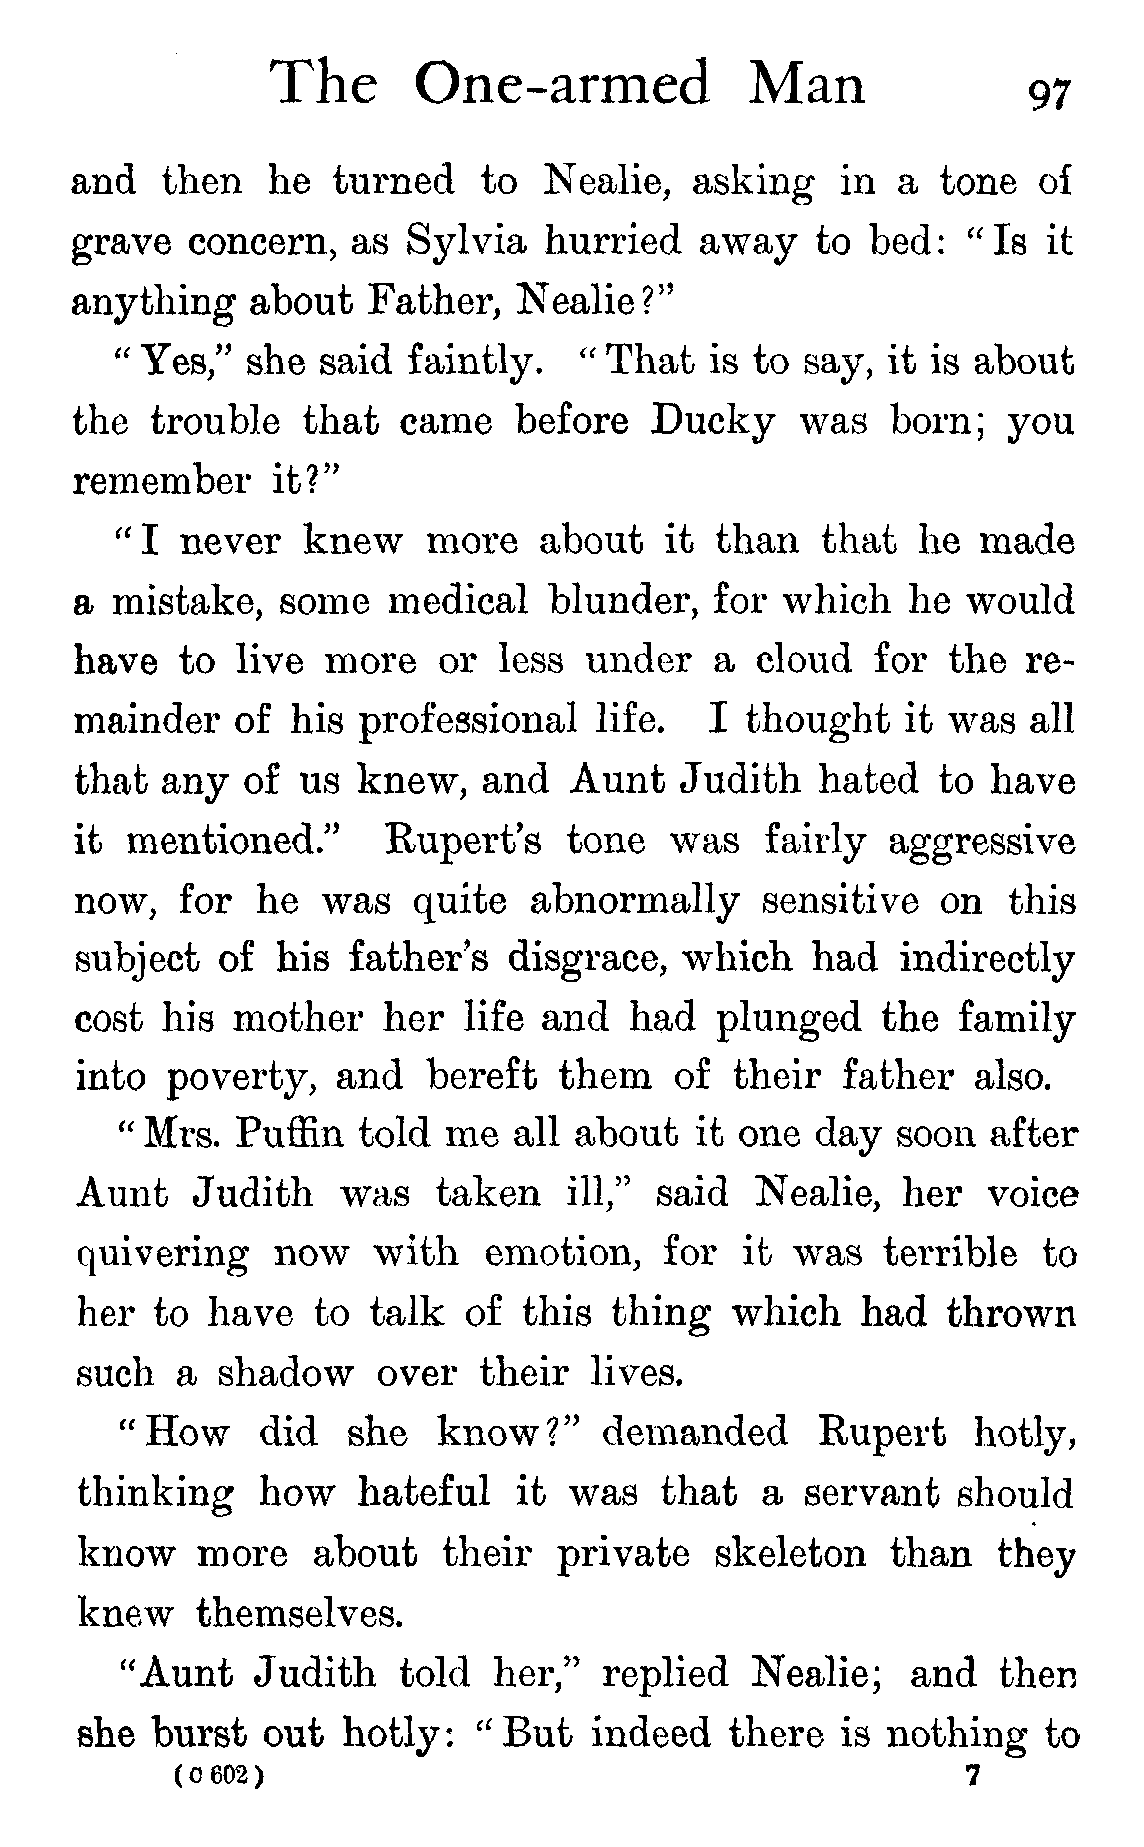 The One-armed Man 97
and then he turned to Nealie, asking in a tone of
grave concern, as Sylvia hurried away to bed: “Is it
anything about Father, Nealie?”
“Yes,” she said faintly. “That is to say, it is about
the trouble that came before Ducky was born; you
remember it?”
“I never knew more about it than that he made
a mistake, some medical blunder, for which he would
have to live more or less under a cloud for the re-
mainder of his professional life. I thought it was all
that any of us knew, and Aunt Judith hated to have
it mentioned.” Rupert’s tone was fairly aggressive
now, for he was quite abnormally sensitive on this
subject of his father’s disgrace, which had indirectly
cost his mother her life and had plunged the family
into poverty, and bereft them of their father also.
“Mrs. Puffin told me all about it one day soon after
Aunt Judith was taken ill,” said Nealie, her voice
quivering now with emotion, for it was terrible to
her to have to talk of this thing which had thrown
such a shadow over their lives.
“How did she know?” demanded Rupert hotly,
thinking how hateful it was that a servant should
know more about their private skeleton than they
knew themselves.
“Aunt Judith told her,” replied Nealie; and then
she burst out hotly: “But indeed there is nothing to
(C 602) 7